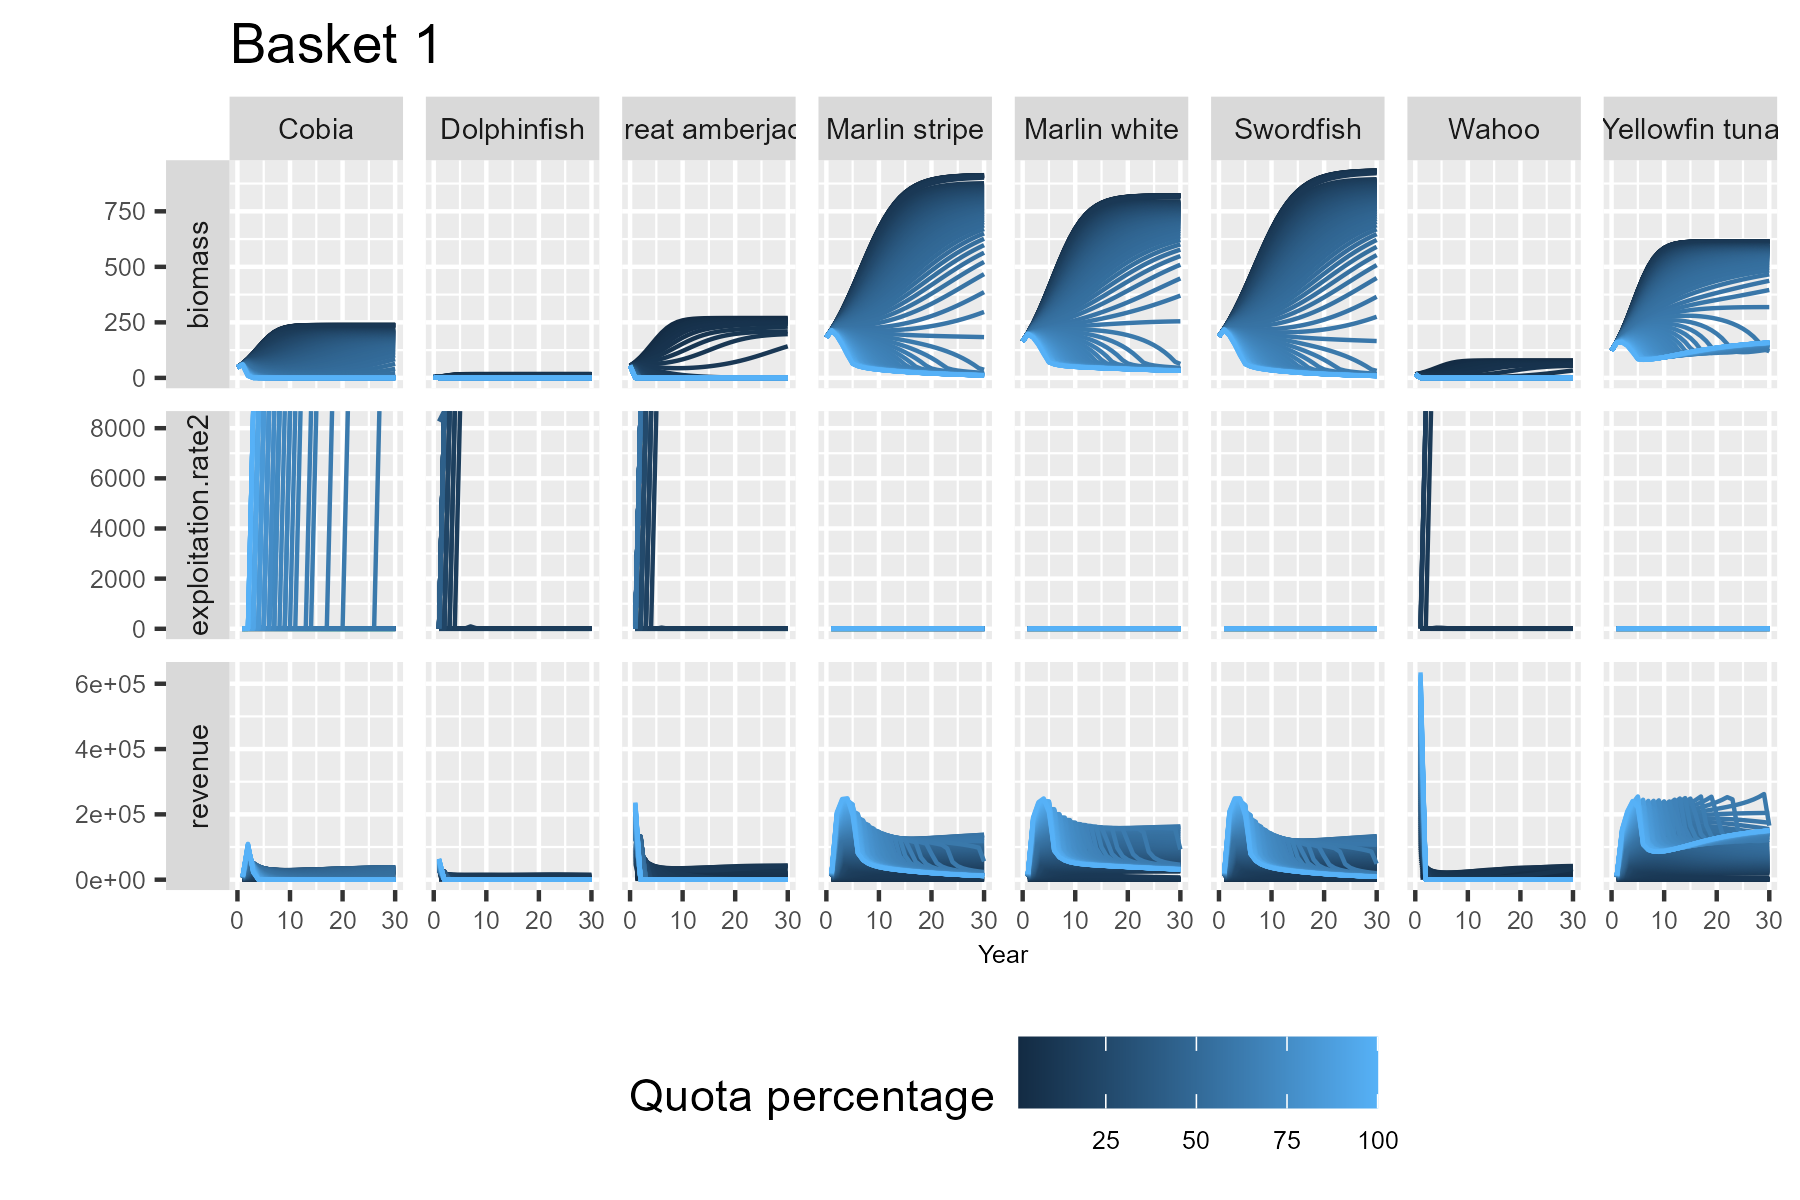 Basket 1
Cobia Dolphinfish reat amberjac Marlin stripe Marlin white Swordfish Wahoo Yellowfin tuna
biomass
750
500
250
0
exploitation.rate2
8000
6000
4000
2000
0
revenue
6e+05
4e+05
2e+05
0e+00
0 10 20 30 0 10 20 30 0 10 20 30 0 10 20 30 0 10 20 30 0 10 20 30 0 10 20 30 0 10 20 30
Year
Quota percentage
25 50 75 100